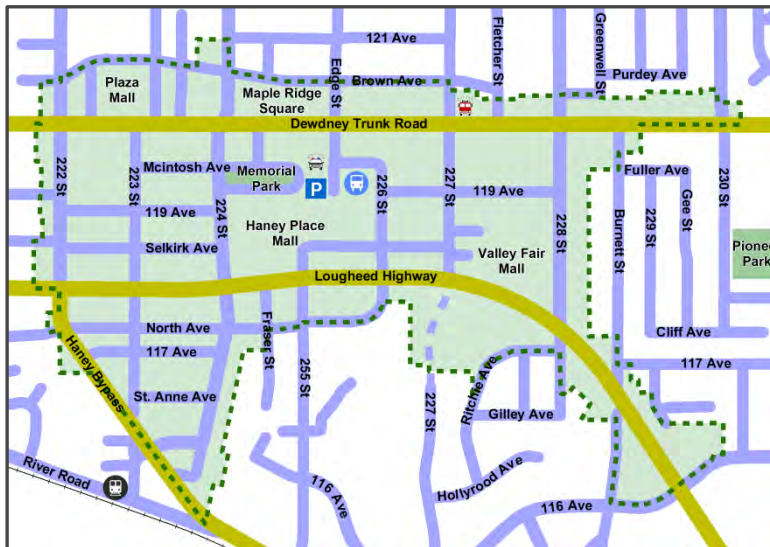 121 Ave
Edge St
Fletcher St
Greenwell St
Purdey Ave
Plaza
Mall
Maple Ridge
Square
Brown Ave
Dewdney Trunk Road
222 St
223 St
Mcintosh Ave
224 St
Memorial
Park
P
226 St
227 St
119 Ave
228 St
Fuller Ave
Burnett St
229 St
Gee St
230 St
119 Ave
Selkirk Ave
Haney Place
Mall
Valley Fair
Mall
Pionee
Park
Lougheed Highway
North Ave
Fraser St
255 St
Cliff Ave
117 Ave
Haney Bypass
117 Ave
St. Anne Ave
227 St
Ritchie Ave
Gilley Ave
River Road
116 Ave
Hollyrood Ave
116 Ave